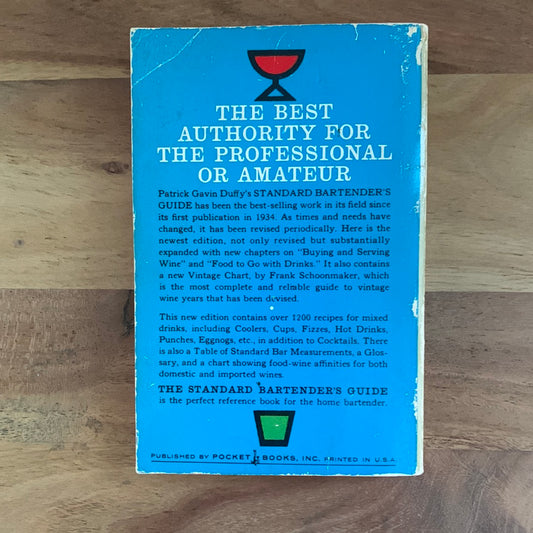 THE BEST
AUTHORITY FOR
THE PROFESSIONAL
OR AMATEUR
Patrick Gavin Duffy's STANDARD BARTENDER'S
GUIDE has been the best-selling work in its field since
its first publication in 1934. As times and needs have
changed, it has been revised periodically. Here is the
newest edition, not only revised but substantially
expanded with new chapters on "Buying and Serving
Wine" and "Food to Go with Drinks." It also contains
a new Vintage Chart, by Frank Schoonmaker, which
is the most complete and reliable guide to vintage
wine years that has been devised.
This new edition contains over 1200 recipes for mixed
drinks, including Coolers, Cups, Fizzes, Hot Drinks,
Punches, Eggnogs, etc., in addition to Cocktails. There
is also a Table of Standard Bar Measurements, a Glos-
sary, and a chart showing food-wine affinities for both
domestic and imported wines.
THE STANDARD BARTENDER'S GUIDE
is the perfect reference book for the home bartender.
PUBLISHED BY POCKET BOOKS, INC. PRINTED IN U.S.A.